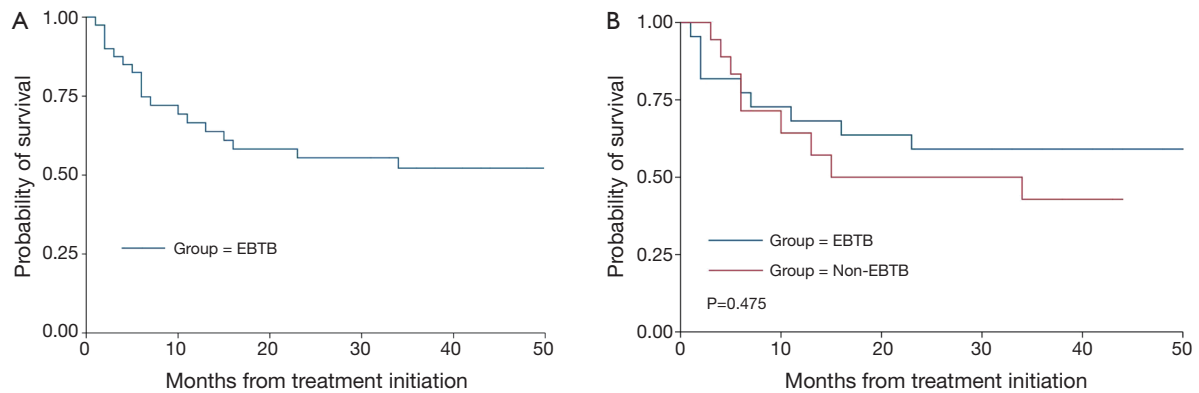 A
1.00
0.75
0.50
0.25
0.00
Probability of survival
Group = EBTB
0 10 20 30 40 50
Months from treatment initiation
B
1.00
0.75
0.50
0.25
0.00
Probability of survival
Group = EBTB
Group = Non-EBTB
P=0.475
0 10 20 30 40 50
Months from treatment initiation